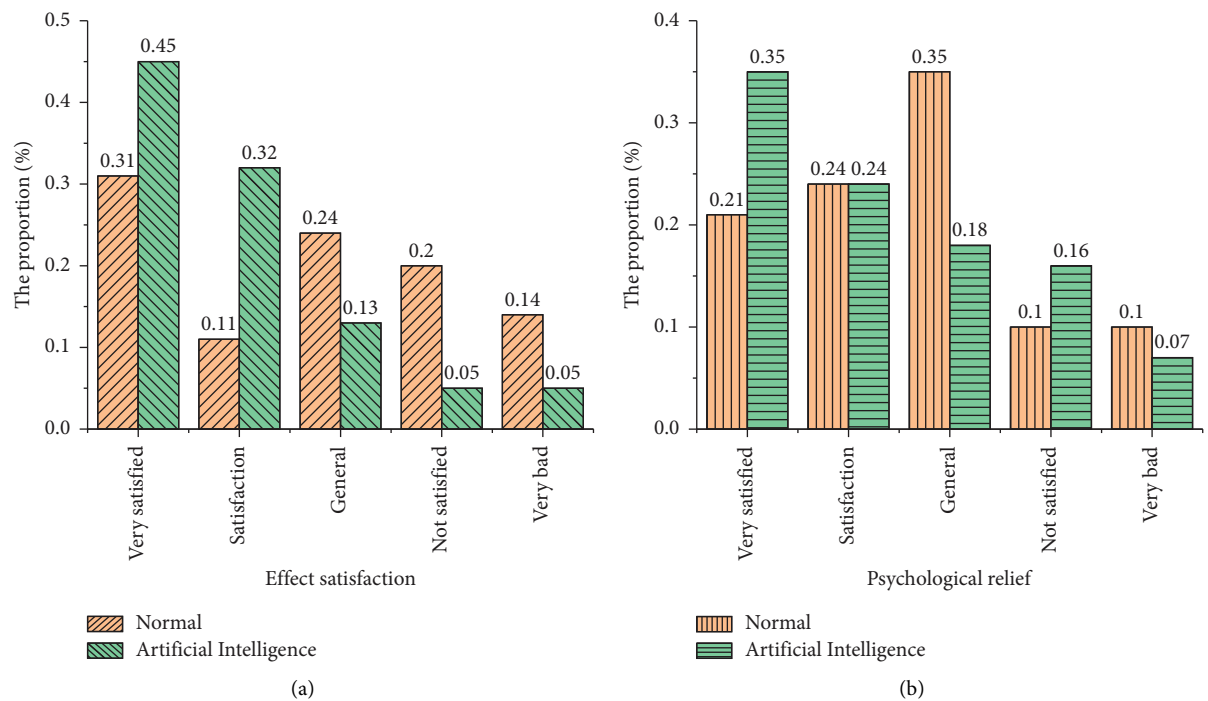 0.5
0.4
0.3
0.2
0.1
0.0
The proportion (%)
0.31
0.45
0.11
0.32
0.24
0.13
0.2
0.05
0.14
0.05
Very satisfied
Satisfaction
General
Not satisfied
Very bad
Effect satisfaction
Normal
Artificial Intelligence
(a)
0.4
0.3
0.2
0.1
0.0
The proportion (%)
0.21
0.35
0.24
0.24
0.35
0.18
0.1
0.16
0.1
0.07
Very satisfied
Satisfaction
General
Not satisfied
Very bad
Psychological relief
Normal
Artificial Intelligence
(b)